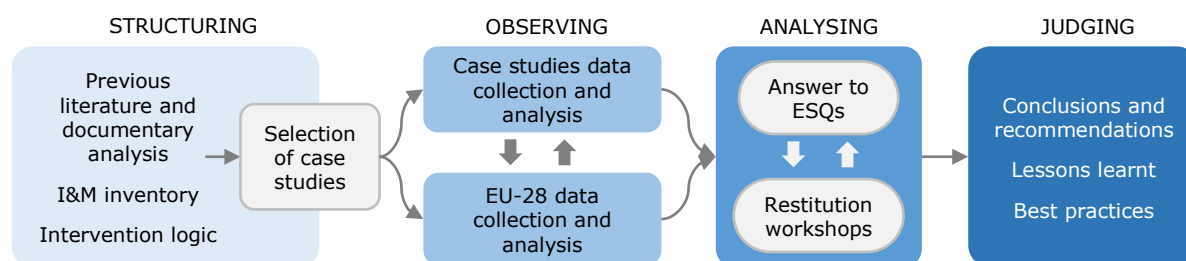 STRUCTURING
Previous
literature and
documentary
analysis
I&M inventory
Intervention logic
Selection
of case
studies
OBSERVING
Case studies data
collection and
analysis
EU-28 data
collection and
analysis
ANALYSING
Answer to
ESQs
Restitution
workshops
JUDGING
Conclusions and
recommendations
Lessons learnt
Best practices